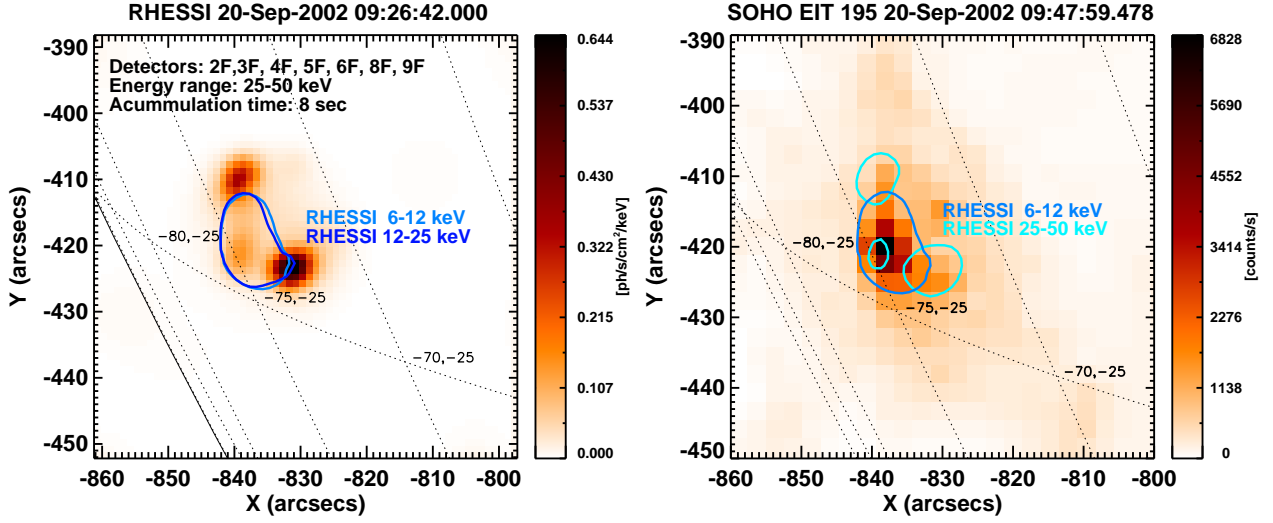 RHESSI 20-Sep-2002 09:26:42.000
Detectors: 2F,3F, 4F, 5F, 6F, 8F, 9F
Energy range: 25-50 keV
Acummulation time: 8 sec
RHESSI 6-12 keV
RHESSI 12-25 keV
-80,-25
-75,-25
-70,-25
Y (arcsecs)
-390
-400
-410
-420
-430
-440
-450
-860 -850 -840 -830 -820 -810 -800
X (arcsecs)
0.644
0.537
0.430
0.322
0.215
0.107
0.000
[ph/s/cm²/keV]
SOHO EIT 195 20-Sep-2002 09:47:59.478
RHESSI 6-12 keV
RHESSI 25-50 keV
-80,-25
-75,-25
-70,-25
Y (arcsecs)
-390
-400
-410
-420
-430
-440
-450
-860 -850 -840 -830 -820 -810 -800
X (arcsecs)
6828
5690
4552
3414
2276
1138
0
[counts/s]